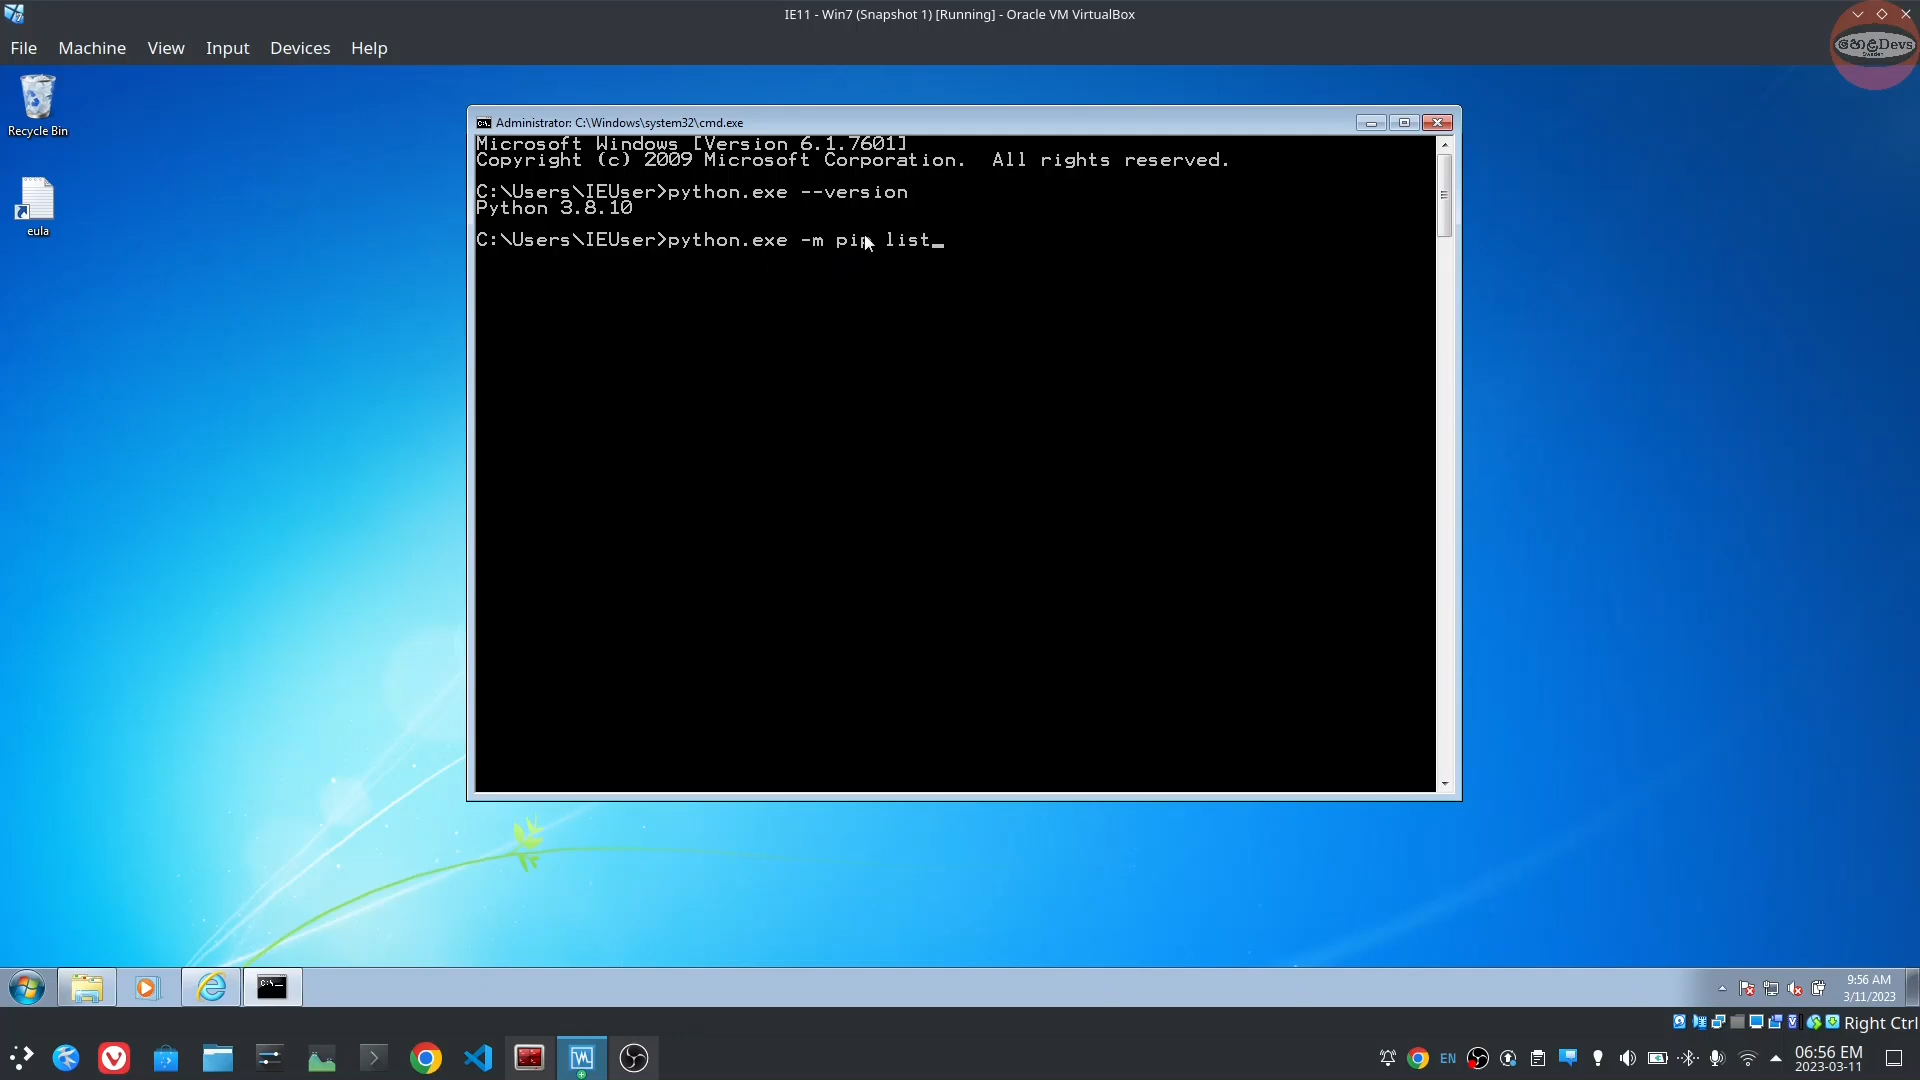 IE11 - Win7 (Snapshot 1) [Running] - Oracle VM VirtualBox
File Machine View Input Devices Help
Devs
Recycle Bin
eula
Administrator: C:\Windows\system32\cmd.exe
Microsoft Windows [Version 6.1.7601]
Copyright (c) 2009 Microsoft Corporation.  All rights reserved.
C:\Users\IEUser>python.exe --version
Python 3.8.10
C:\Users\IEUser>python.exe -m pip list_
9:56 AM
3/11/2023
Right Ctrl
EN
06:56 EM
2023-03-11